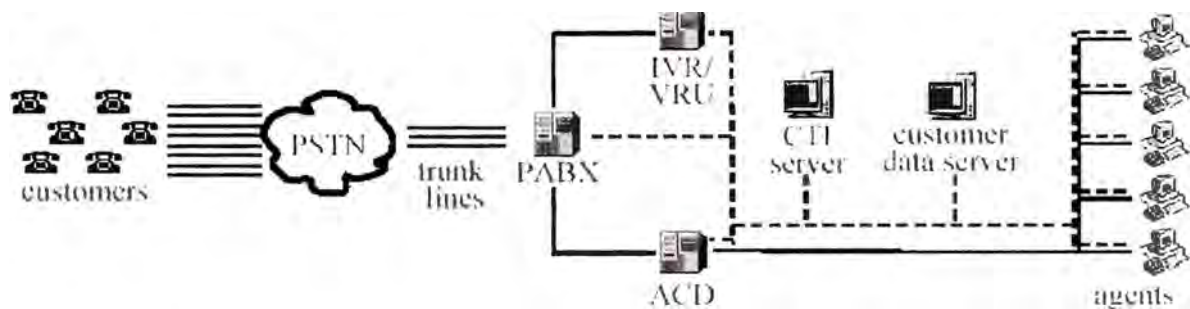 customers
PSTN
trunk
lines
PABX
IVR/
VRU
ACD
CTI
server
customer
data server
agents